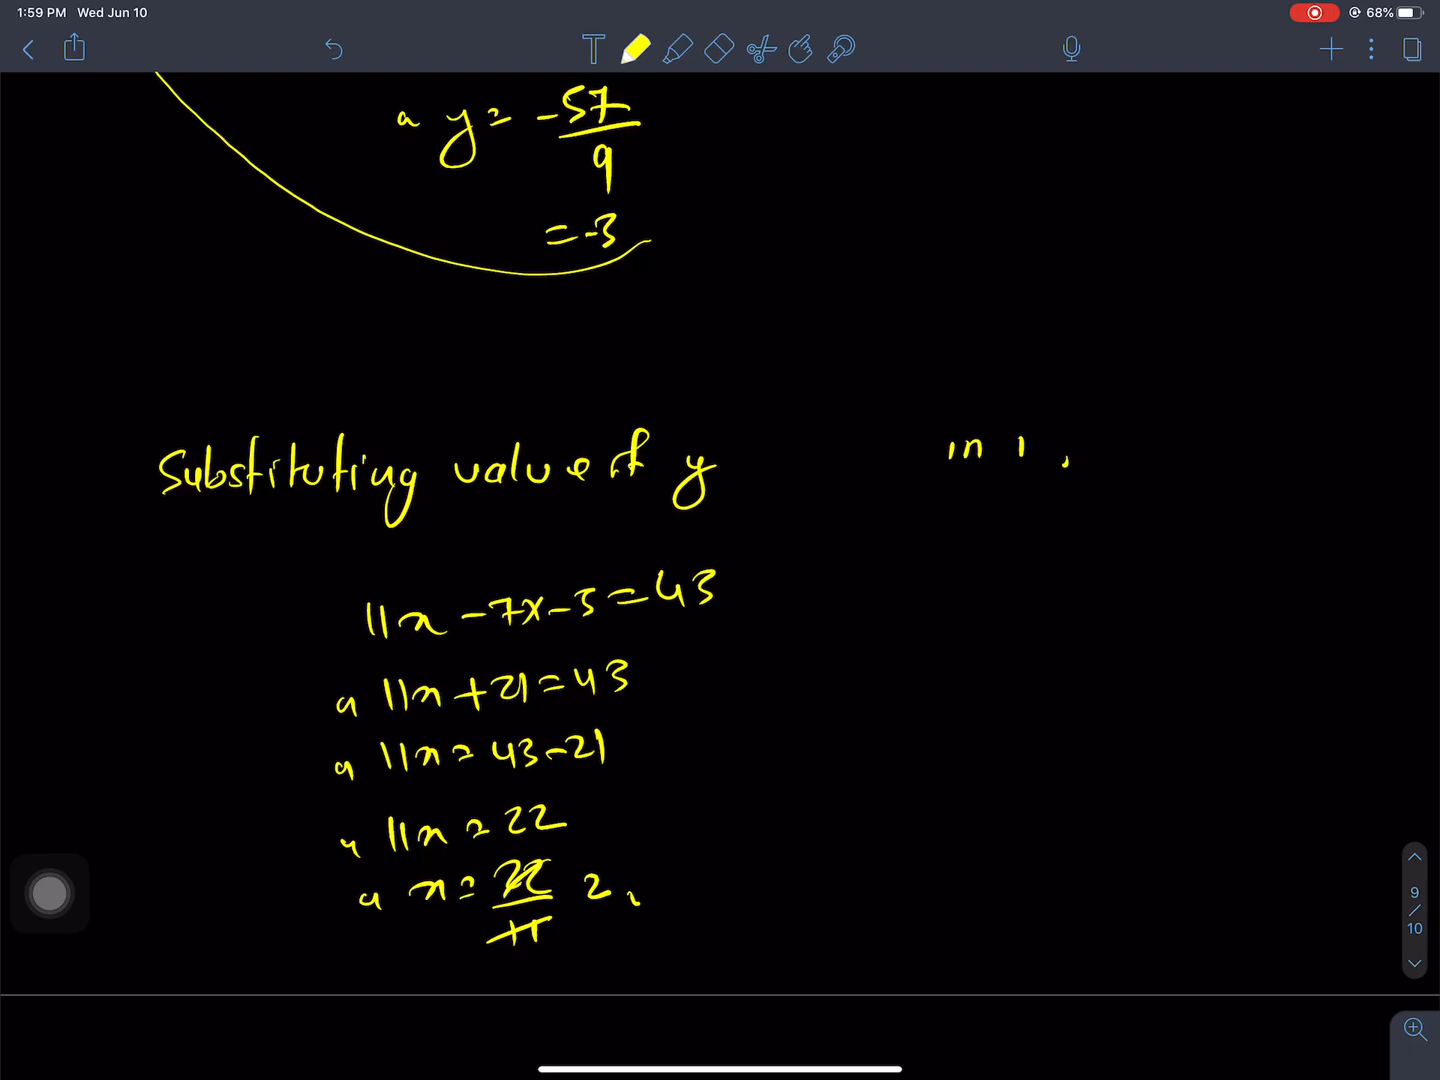 1:59 PM Wed Jun 10
68%
T
a y = -57/9
= -3
Substituting value of y in 1,
11x - 7x - 3 = 43
a 11x + 21 = 43
a 11x = 43 - 21
a 11x = 22
a x = 22/11 2,
9
/
10